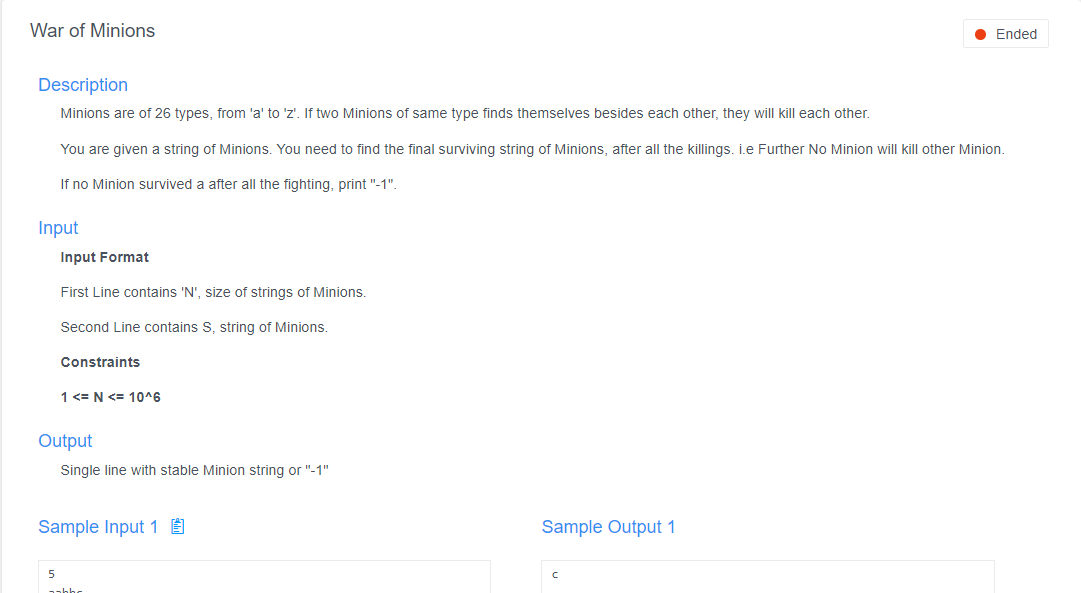 War of Minions
Ended
Description
Minions are of 26 types, from 'a' to 'z'. If two Minions of same type finds themselves besides each other, they will kill each other.
You are given a string of Minions. You need to find the final surviving string of Minions, after all the killings. i.e Further No Minion will kill other Minion.
If no Minion survived a after all the fighting, print "-1".
Input
Input Format
First Line contains 'N', size of strings of Minions.
Second Line contains S, string of Minions.
Constraints
1 <= N <= 10^6
Output
Single line with stable Minion string or "-1"
Sample Input 1
Sample Output 1
5
c